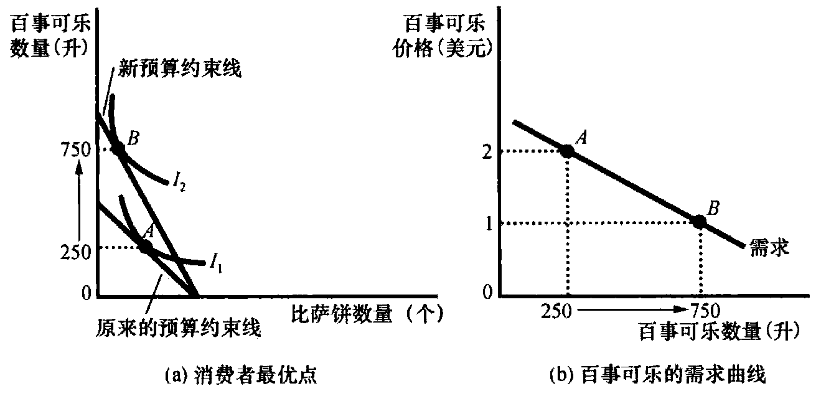 百事可乐
数量(升)
新预算约束线
750
B
I2
250
A
I1
0
原来的预算约束线
比萨饼数量（个）
(a) 消费者最优点
百事可乐
价格(美元)
2
A
1
B
需求
0
250
750
百事可乐数量(升)
(b) 百事可乐的需求曲线